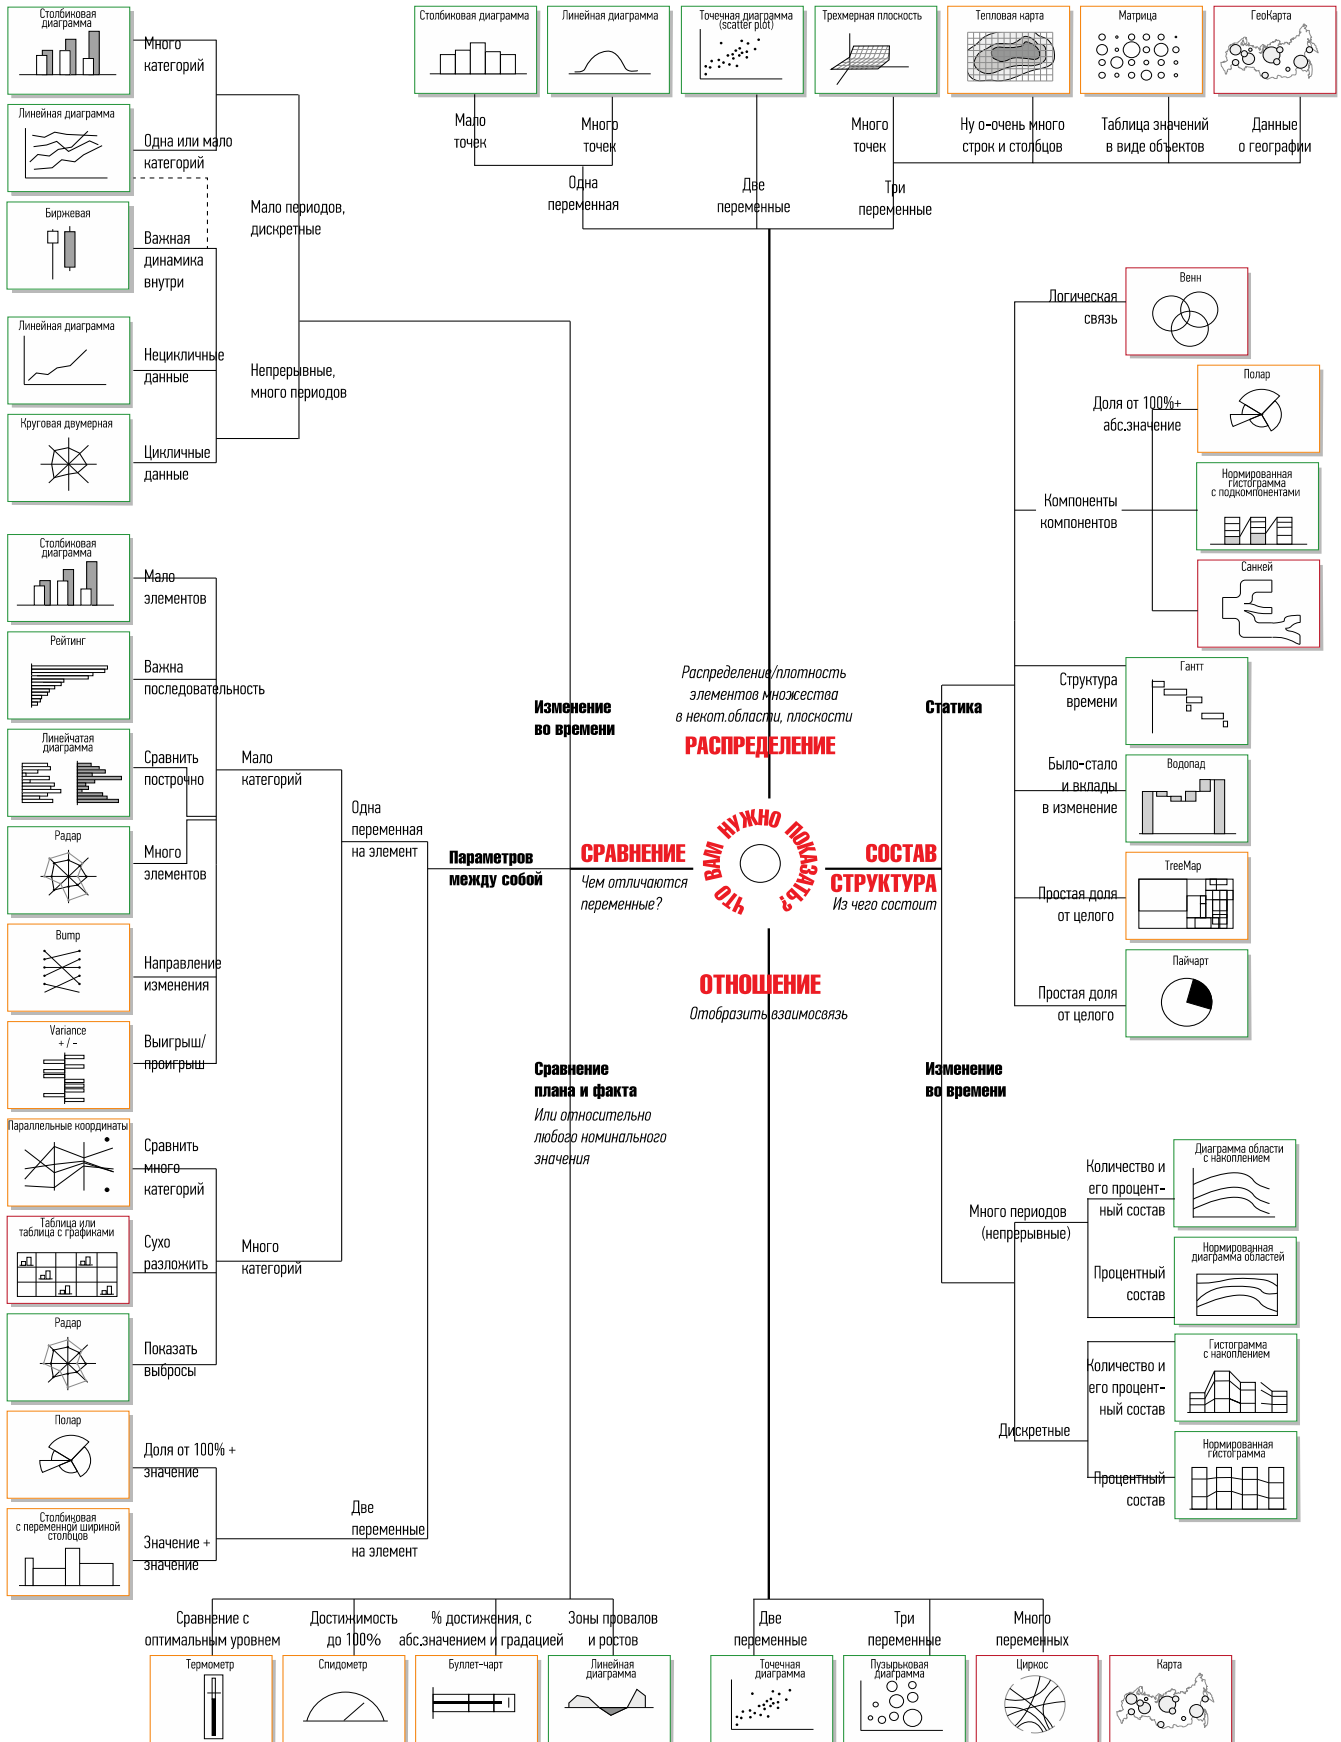 Столбиковая
диаграмма
Много
категорий
Линейная диаграмма
Одна или мало
категорий
Биржевая
Важная
динамика
внутри
Линейная диаграмма
Нецикличные
данные
Круговая двумерная
Цикличные
данные
Мало периодов,
дискретные
Непрерывные,
много периодов
Столбиковая диаграмма
Линейная диаграмма
Точечная диаграмма
(scatter plot)
Трехмерная плоскость
Тепловая карта
Матрица
ГеоКарта
Мало
точек
Много
точек
Много
точек
Ну о-очень много
строк и столбцов
Таблица значений
в виде объектов
Данные
о географии
Одна
переменная
Две
переменные
Три
переменные
Логическая
связь
Венн
Полар
Доля от 100%+
абс.значение
Нормированная
гистограмма
с подкомпонентами
Компоненты
компонентов
Санкей
Гантт
Структура
времени
Было-стало
и вклады
в изменение
Водопад
TreeMap
Простая доля
от целого
Пайчарт
Простая доля
от целого
Статика
Распределение/плотность
элементов множества
в некот.области, плоскости
РАСПРЕДЕЛЕНИЕ
Изменение
во времени
ЧТО ВАМ НУЖНО ПОКАЗАТЬ?
СРАВНЕНИЕ
Чем отличаются
переменные?
СОСТАВ
СТРУКТУРА
Из чего состоит
ОТНОШЕНИЕ
Отобразить взаимосвязь
Параметров
между собой
Столбиковая
диаграмма
Мало
элементов
Рейтинг
Важна
последовательность
Линейчатая
диаграмма
Сравнить
построчно
Мало
категорий
Радар
Много
элементов
Одна
переменная
на элемент
Bump
Направление
изменения
Variance
+ / -
Выигрыш/
проигрыш
Параллельные координаты
Сравнить
много
категорий
Таблица или
таблица с графиками
Сухо
разложить
Много
категорий
Радар
Показать
выбросы
Полар
Доля от 100% +
значение
Столбиковая
с переменной шириной
столбцов
Значение +
значение
Две
переменные
на элемент
Сравнение
плана и факта
Или относительно
любого номинального
значения
Изменение
во времени
Диаграмма области
с накоплением
Количество и
его процент-
ный состав
Много периодов
(непрерывные)
Нормированная
диаграмма областей
Процентный
состав
Гистограмма
с накоплением
Количество и
его процент-
ный состав
Дискретные
Нормированная
гистограмма
Процентный
состав
Сравнение с
оптимальным уровнем
Достижимость
до 100%
% достижения, с
абс.значением и градацией
Зоны провалов
и ростов
Термометр
Спидометр
Буллет-чарт
Линейная
диаграмма
Две
переменные
Три
переменные
Много
переменных
Точечная
диаграмма
Пузырьковая
диаграмма
Циркос
Карта